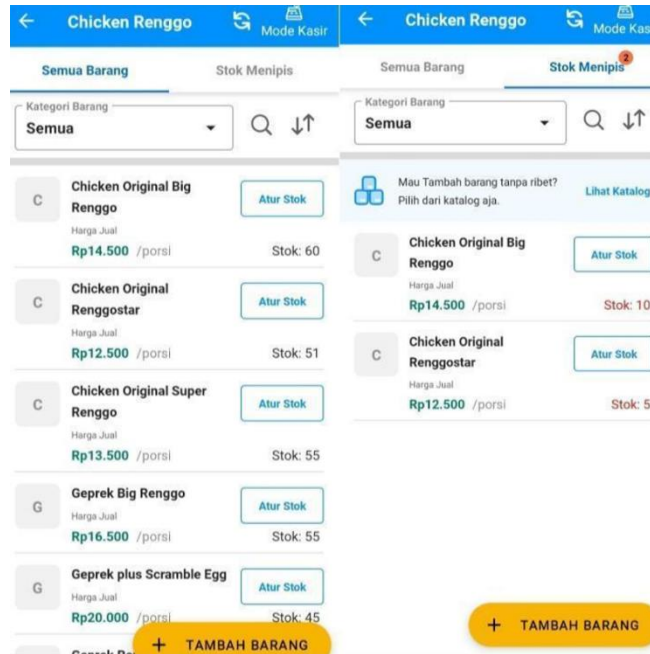 Chicken Renggo
Mode Kasir
Semua Barang
Stok Menipis
Kategori Barang
Semua
C
Chicken Original Big
Renggo
Atur Stok
Harga Jual
Rp14.500 /porsi
Stok: 60
C
Chicken Original
Renggostar
Atur Stok
Harga Jual
Rp12.500 /porsi
Stok: 51
C
Chicken Original Super
Renggo
Atur Stok
Harga Jual
Rp13.500 /porsi
Stok: 55
G
Geprek Big Renggo
Atur Stok
Harga Jual
Rp16.500 /porsi
Stok: 55
G
Geprek plus Scramble Egg
Atur Stok
Harga Jual
Rp20.000 /porsi
Stok: 45
+ TAMBAH BARANG
Chicken Renggo
Mode Kas
Semua Barang
Stok Menipis
2
Kategori Barang
Semua
Mau Tambah barang tanpa ribet?
Pilih dari katalog aja.
Lihat Katalog
C
Chicken Original Big
Renggo
Atur Stok
Harga Jual
Rp14.500 /porsi
Stok: 10
C
Chicken Original
Renggostar
Atur Stok
Harga Jual
Rp12.500 /porsi
Stok: 5
+ TAMBAH BARANG